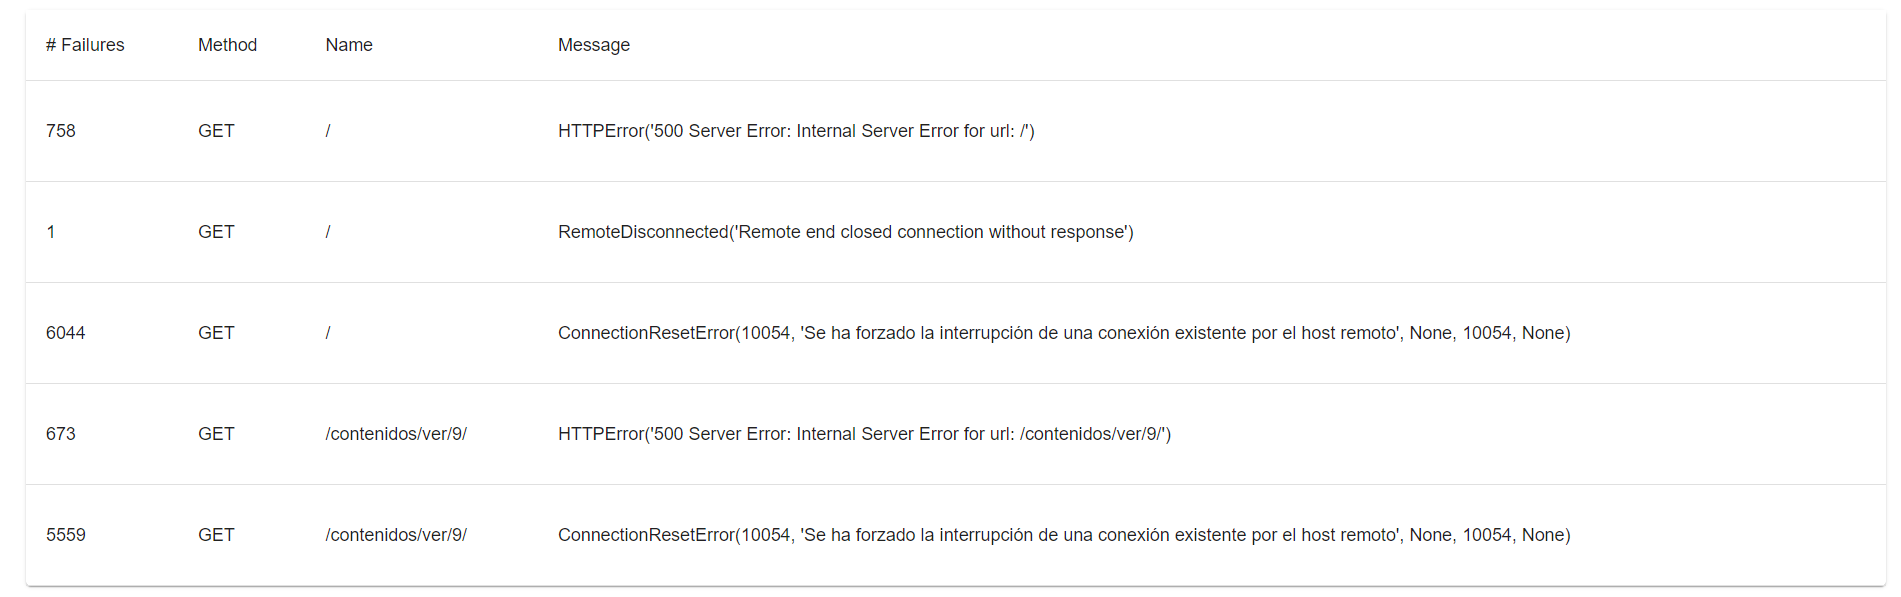 # Failures Method Name Message
758 GET / HTTPError('500 Server Error: Internal Server Error for url: /')
1 GET / RemoteDisconnected('Remote end closed connection without response')
6044 GET / ConnectionResetError(10054, 'Se ha forzado la interrupción de una conexión existente por el host remoto', None, 10054, None)
673 GET /contenidos/ver/9/ HTTPError('500 Server Error: Internal Server Error for url: /contenidos/ver/9/')
5559 GET /contenidos/ver/9/ ConnectionResetError(10054, 'Se ha forzado la interrupción de una conexión existente por el host remoto', None, 10054, None)